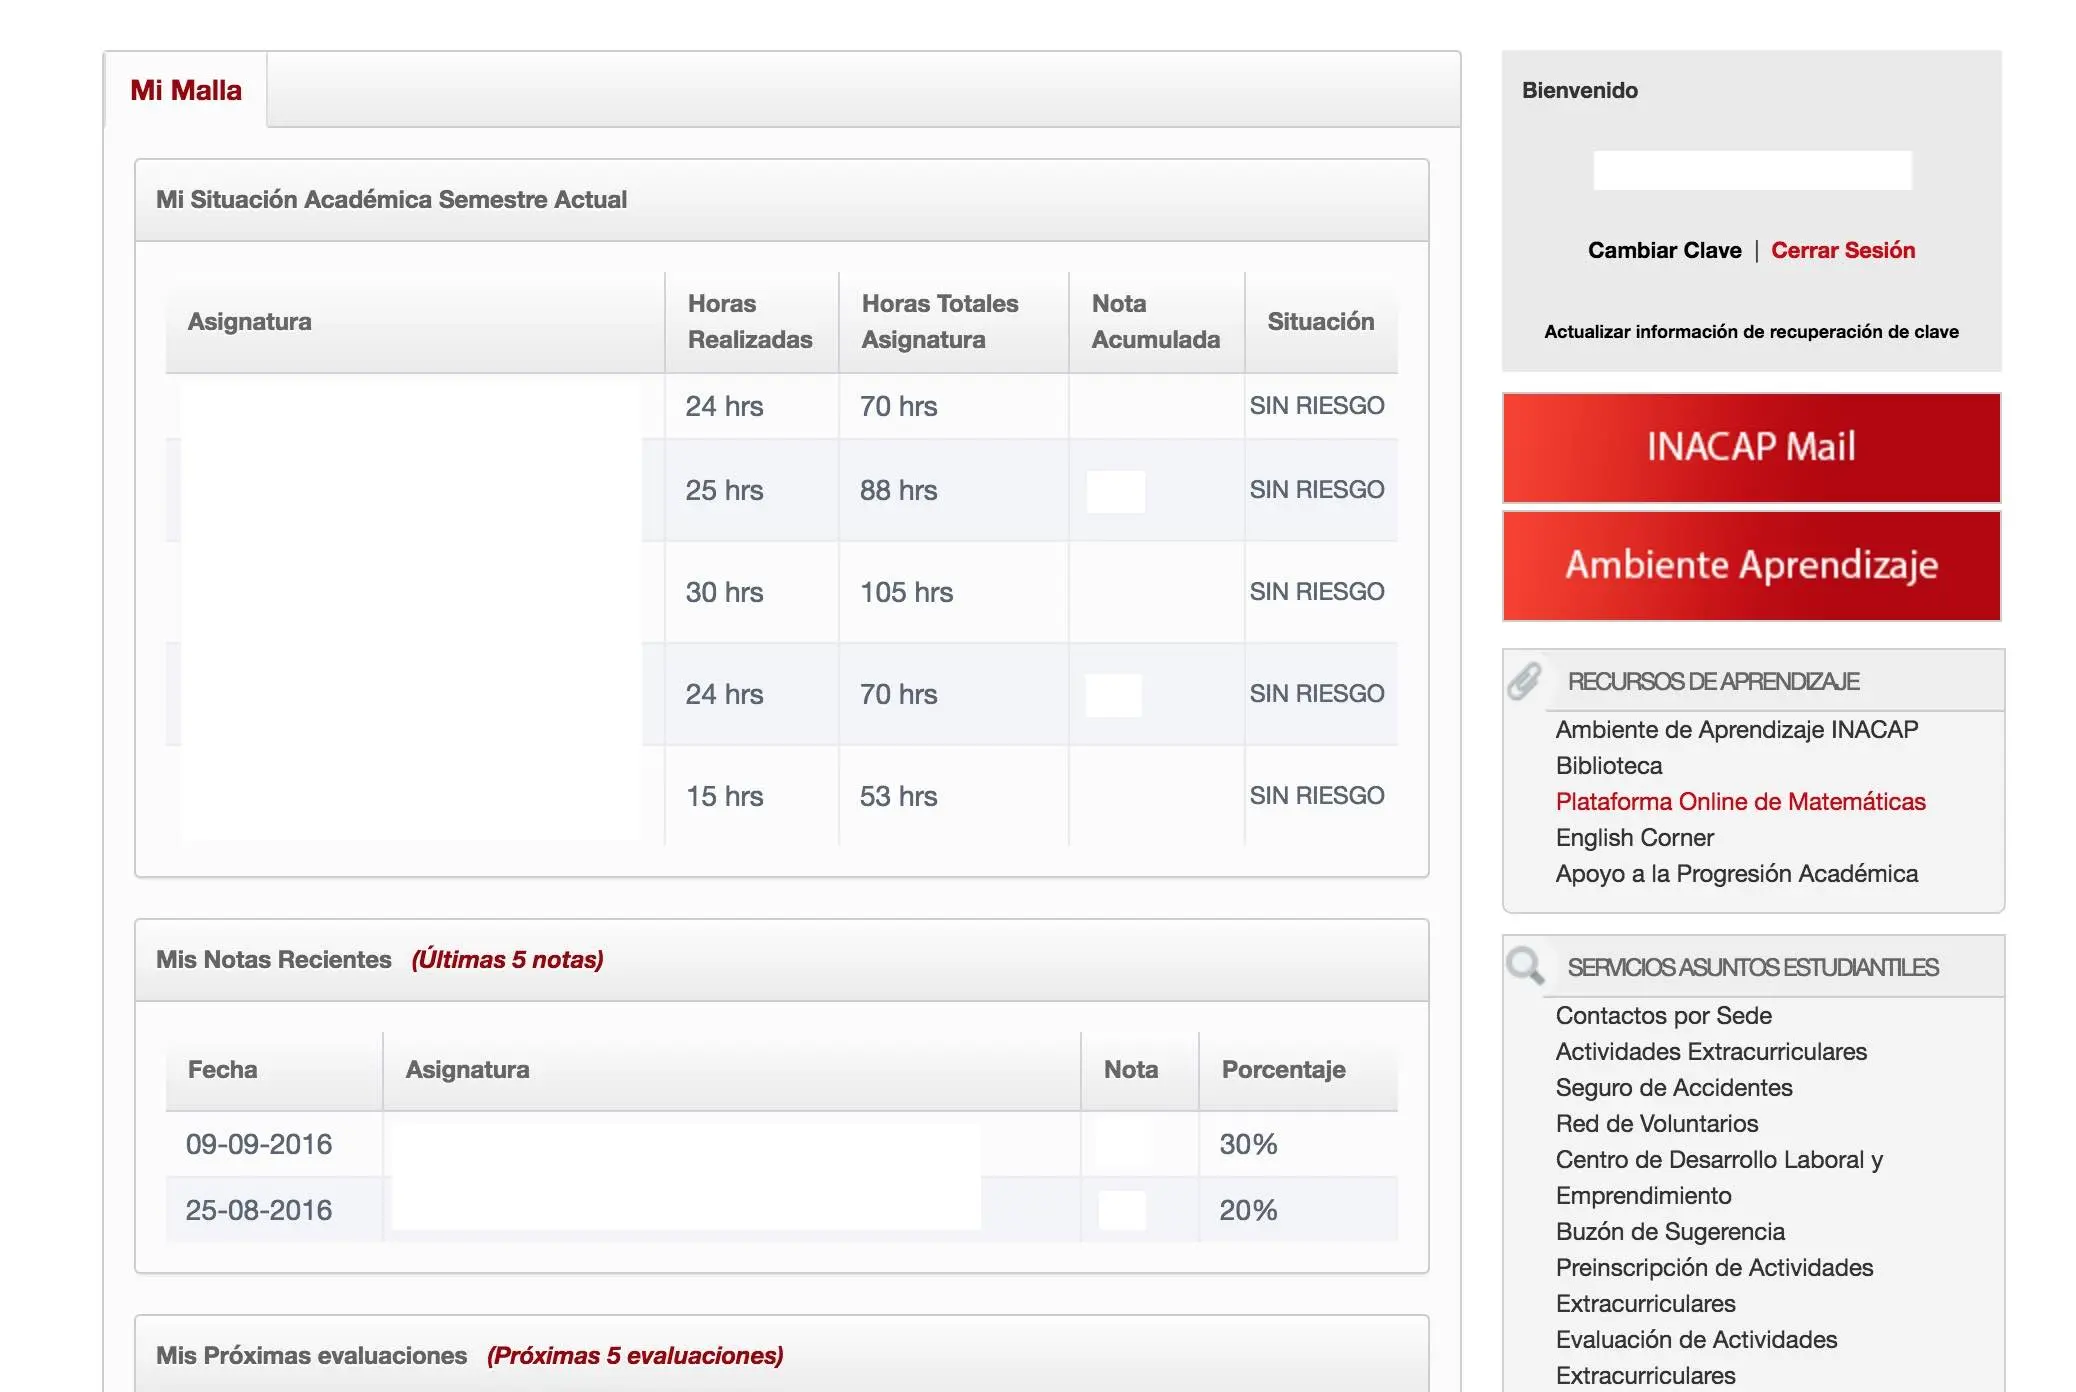 Mi Malla
Mi Situación Académica Semestre Actual
Asignatura
Horas
Realizadas
Horas Totales
Asignatura
Nota
Acumulada
Situación
24 hrs 70 hrs SIN RIESGO
25 hrs 88 hrs SIN RIESGO
30 hrs 105 hrs SIN RIESGO
24 hrs 70 hrs SIN RIESGO
15 hrs 53 hrs SIN RIESGO
Mis Notas Recientes (Últimas 5 notas)
Fecha Asignatura Nota Porcentaje
09-09-2016 30%
25-08-2016 20%
Mis Próximas evaluaciones (Próximas 5 evaluaciones)
Bienvenido
Cambiar Clave | Cerrar Sesión
Actualizar información de recuperación de clave
INACAP Mail
Ambiente Aprendizaje
RECURSOS DE APRENDIZAJE
Ambiente de Aprendizaje INACAP
Biblioteca
Plataforma Online de Matemáticas
English Corner
Apoyo a la Progresión Académica
SERVICIOS ASUNTOS ESTUDIANTILES
Contactos por Sede
Actividades Extracurriculares
Seguro de Accidentes
Red de Voluntarios
Centro de Desarrollo Laboral y
Emprendimiento
Buzón de Sugerencia
Preinscripción de Actividades
Extracurriculares
Evaluación de Actividades
Extracurriculares